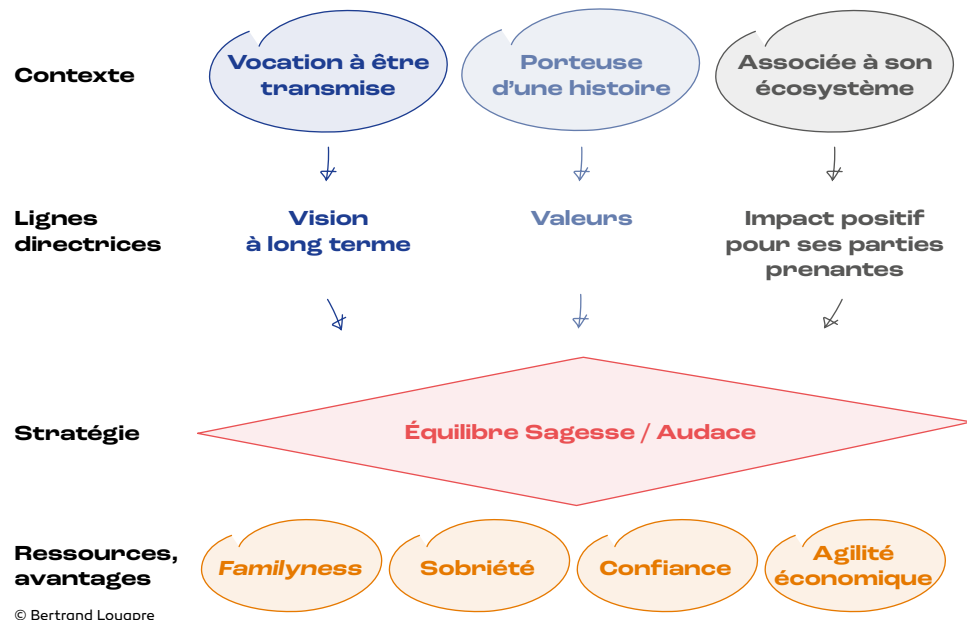 Contexte
Vocation à être
transmise
Porteuse
d’une histoire
Associée à son
écosystème
Lignes
directrices
Vision
à long terme
Valeurs
Impact positif
pour ses parties
prenantes
Stratégie
Équilibre Sagesse / Audace
Ressources,
avantages
Familyness
Sobriété
Confiance
Agilité
économique
© Bertrand Lougpre